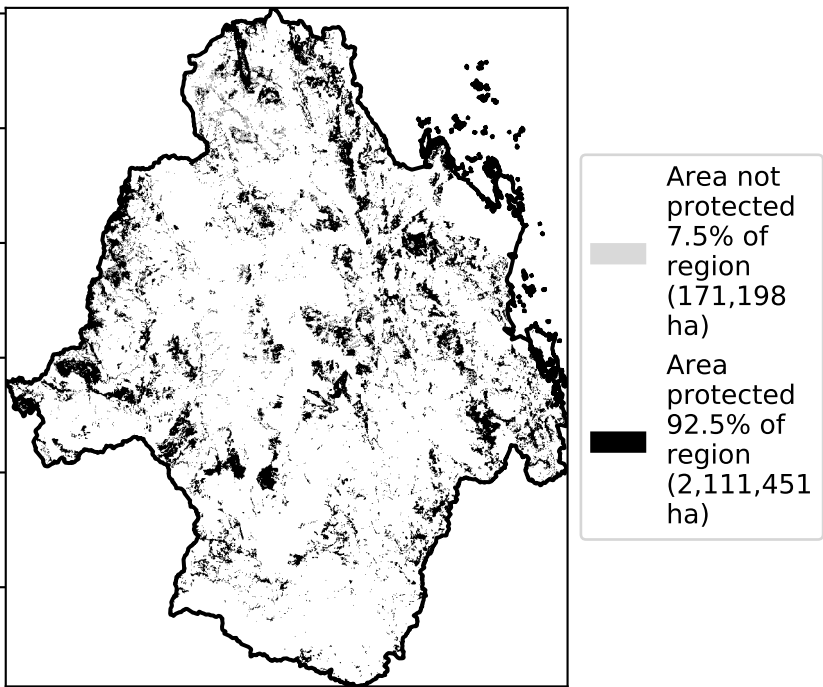 Area not
protected
7.5% of
region
(171,198
ha)
Area
protected
92.5% of
region
(2,111,451
ha)